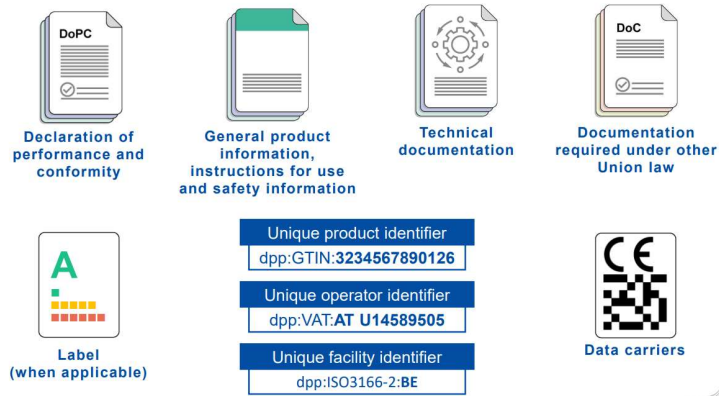 DoPC
Declaration of
performance and
conformity
General product
information,
instructions for use
and safety information
Technical
documentation
DoC
Documentation
required under other
Union law
A
Label
(when applicable)
Unique product identifier
dpp:GTIN:3234567890126
Unique operator identifier
dpp:VAT:AT U14589505
Unique facility identifier
dpp:ISO3166-2:BE
CE
Data carriers